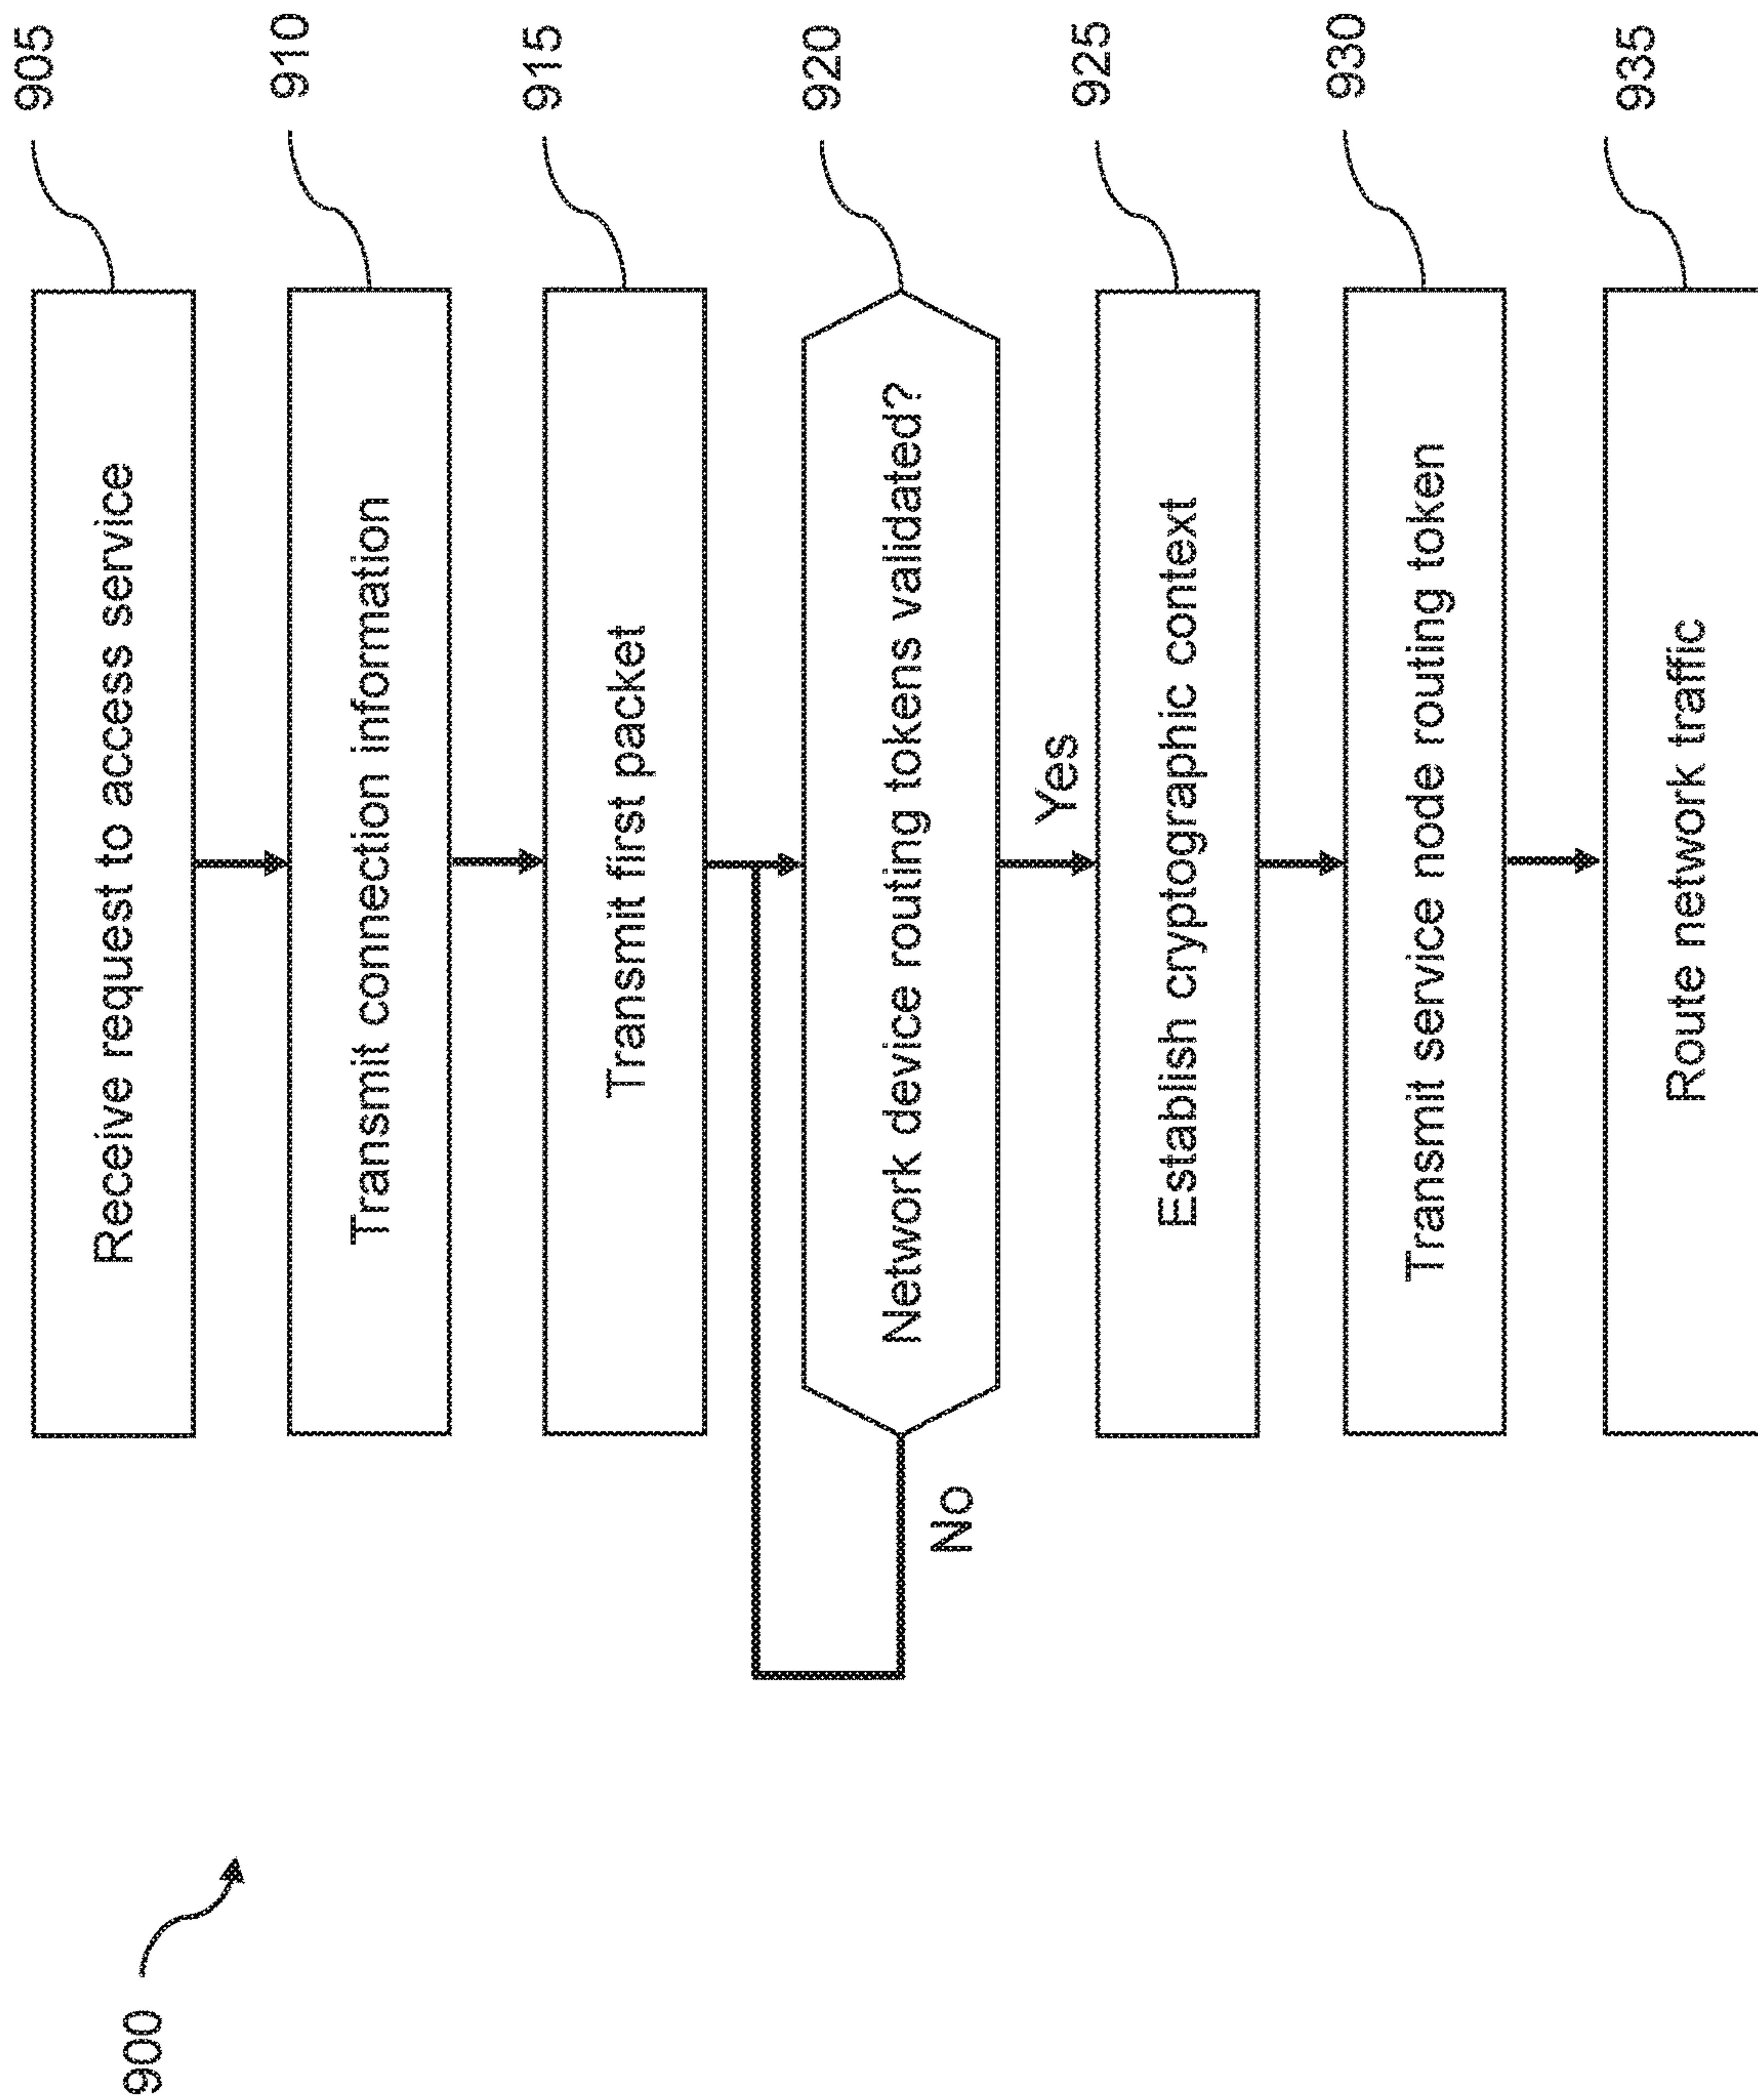 900
Receive request to access service
905
Transmit connection information
910
Transmit first packet
915
Network device routing tokens validated?
920
No
Yes
Establish cryptographic context
925
Transmit service node routing token
930
Route network traffic
935